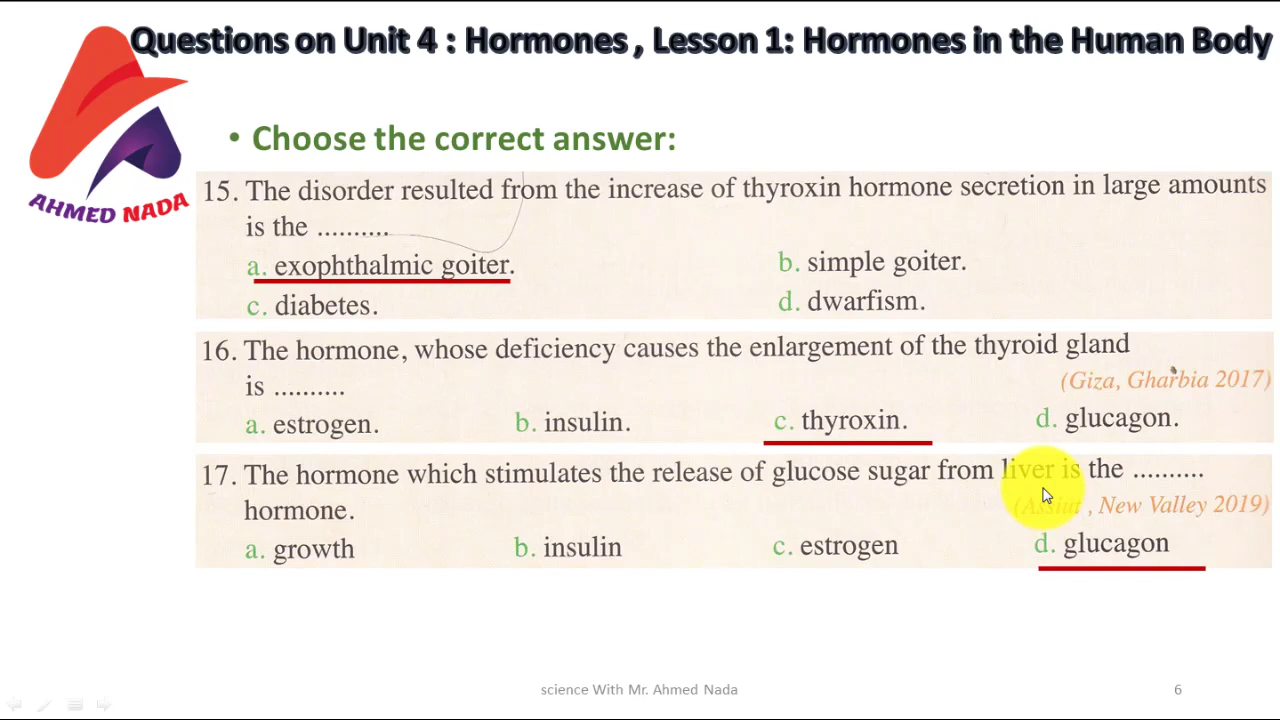 Questions on Unit 4 : Hormones , Lesson 1: Hormones in the Human Body
AHMED NADA
• Choose the correct answer:
15. The disorder resulted from the increase of thyroxin hormone secretion in large amounts
is the ..........
a. exophthalmic goiter.
b. simple goiter.
c. diabetes.
d. dwarfism.
16. The hormone, whose deficiency causes the enlargement of the thyroid gland
is ..........
(Giza, Gharbia 2017)
a. estrogen.
b. insulin.
c. thyroxin.
d. glucagon.
17. The hormone which stimulates the release of glucose sugar from liver is the ..........
hormone.
(Assiut , New Valley 2019)
a. growth
b. insulin
c. estrogen
d. glucagon
science With Mr. Ahmed Nada
6